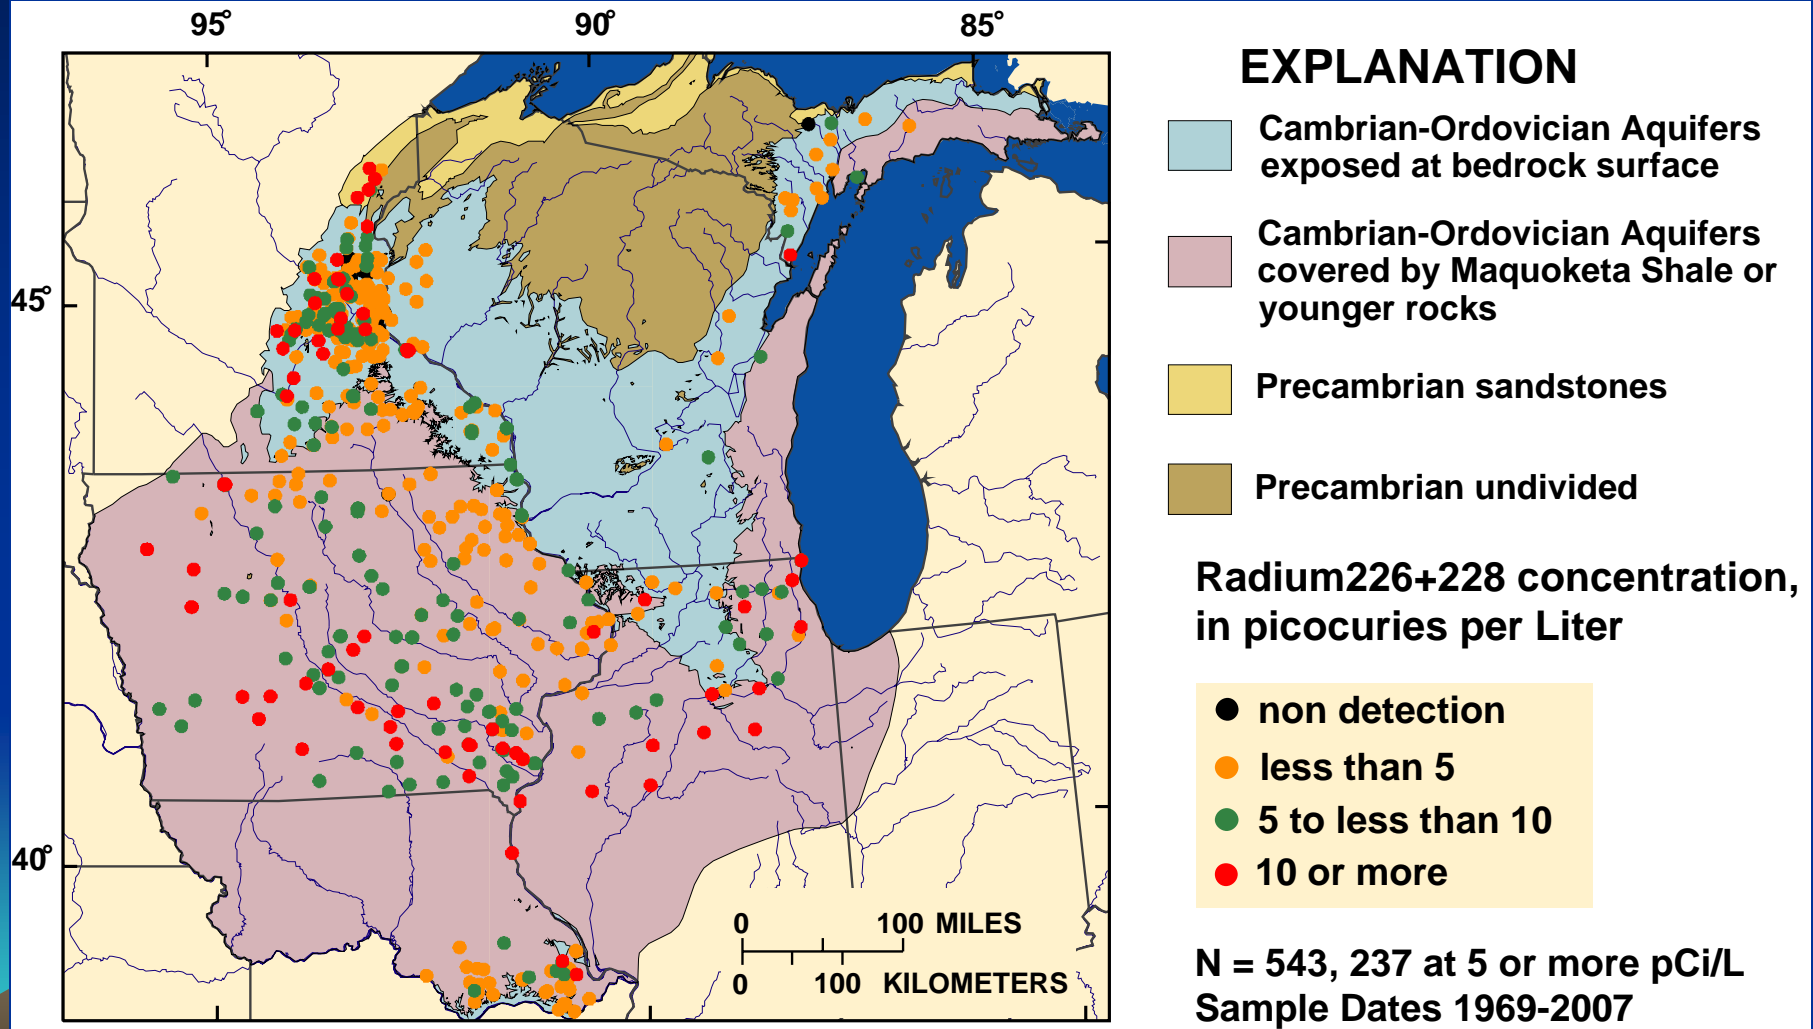 95°
90°
85°
45°
40°
0 100 MILES
0 100 KILOMETERS
EXPLANATION
Cambrian-Ordovician Aquifers
exposed at bedrock surface
Cambrian-Ordovician Aquifers
covered by Maquoketa Shale or
younger rocks
Precambrian sandstones
Precambrian undivided
Radium226+228 concentration,
in picocuries per Liter
non detection
less than 5
5 to less than 10
10 or more
N = 543, 237 at 5 or more pCi/L
Sample Dates 1969-2007